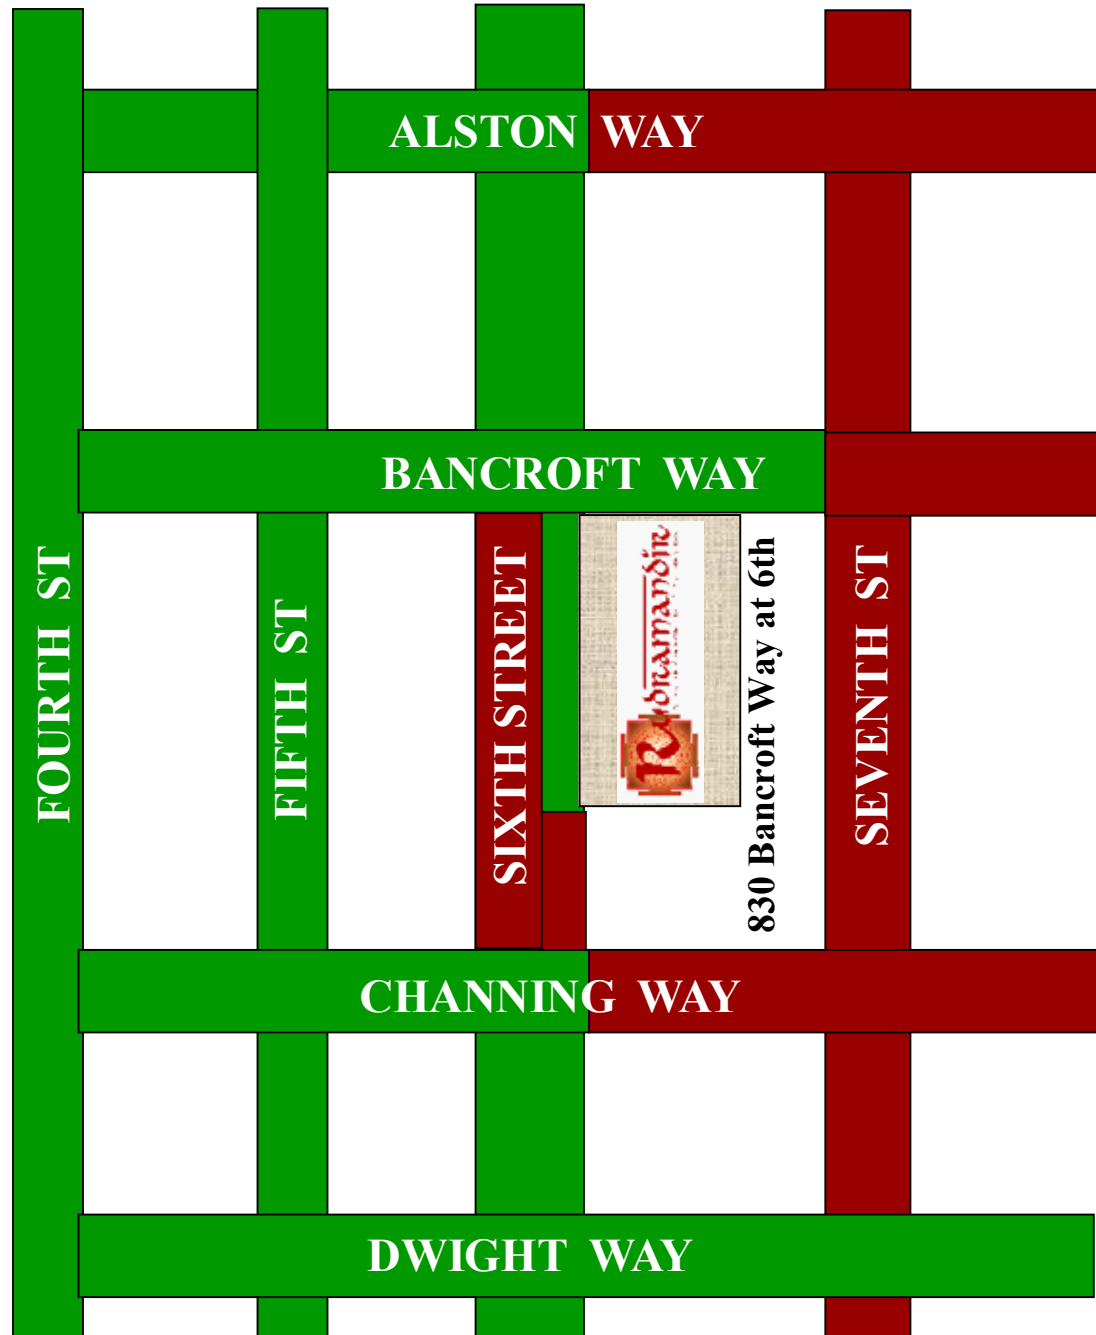 ALSTON WAY
BANCROFT WAY
FOURTH ST
FIFTH ST
SIXTH STREET
Rudramandir
830 Bancroft Way at 6th
SEVENTH ST
CHANNING WAY
DWIGHT WAY